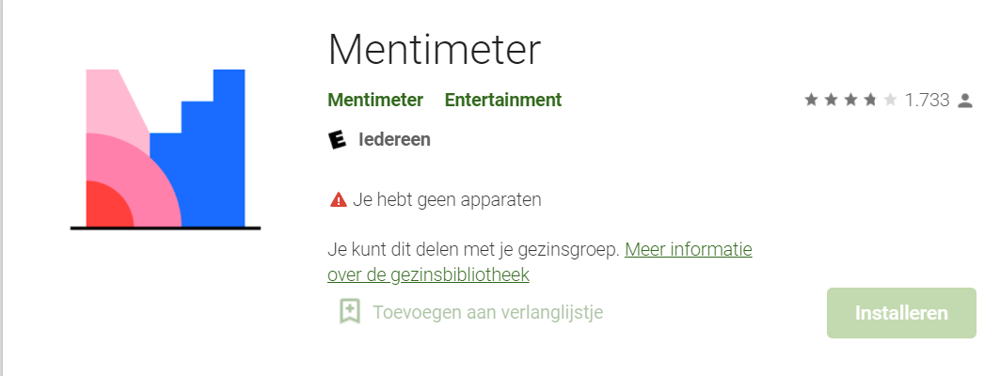 Mentimeter
Mentimeter Entertainment 1.733
E Iedereen
Je hebt geen apparaten
Je kunt dit delen met je gezinsgroep. Meer informatie
over de gezinsbibliotheek
Toevoegen aan verlanglijstje
Installeren